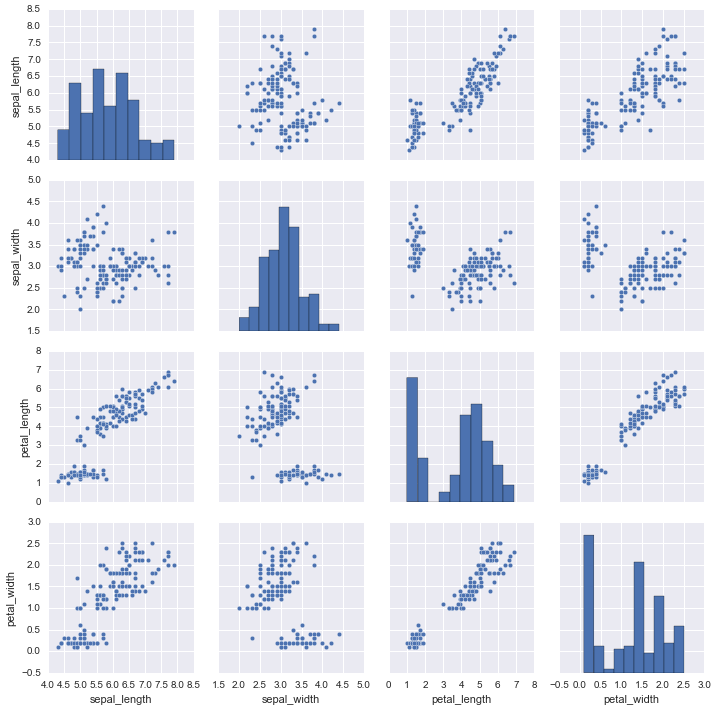 8.5
8.0
7.5
7.0
6.5
6.0
5.5
5.0
4.5
4.0
sepal_length
5.0
4.5
4.0
3.5
3.0
2.5
2.0
1.5
sepal_width
8
7
6
5
4
3
2
1
0
petal_length
3.0
2.5
2.0
1.5
1.0
0.5
0.0
−0.5
petal_width
4.0 4.5 5.0 5.5 6.0 6.5 7.0 7.5 8.0 8.5
sepal_length
1.5 2.0 2.5 3.0 3.5 4.0 4.5 5.0
sepal_width
0 1 2 3 4 5 6 7 8
petal_length
−0.5 0.0 0.5 1.0 1.5 2.0 2.5 3.0
petal_width